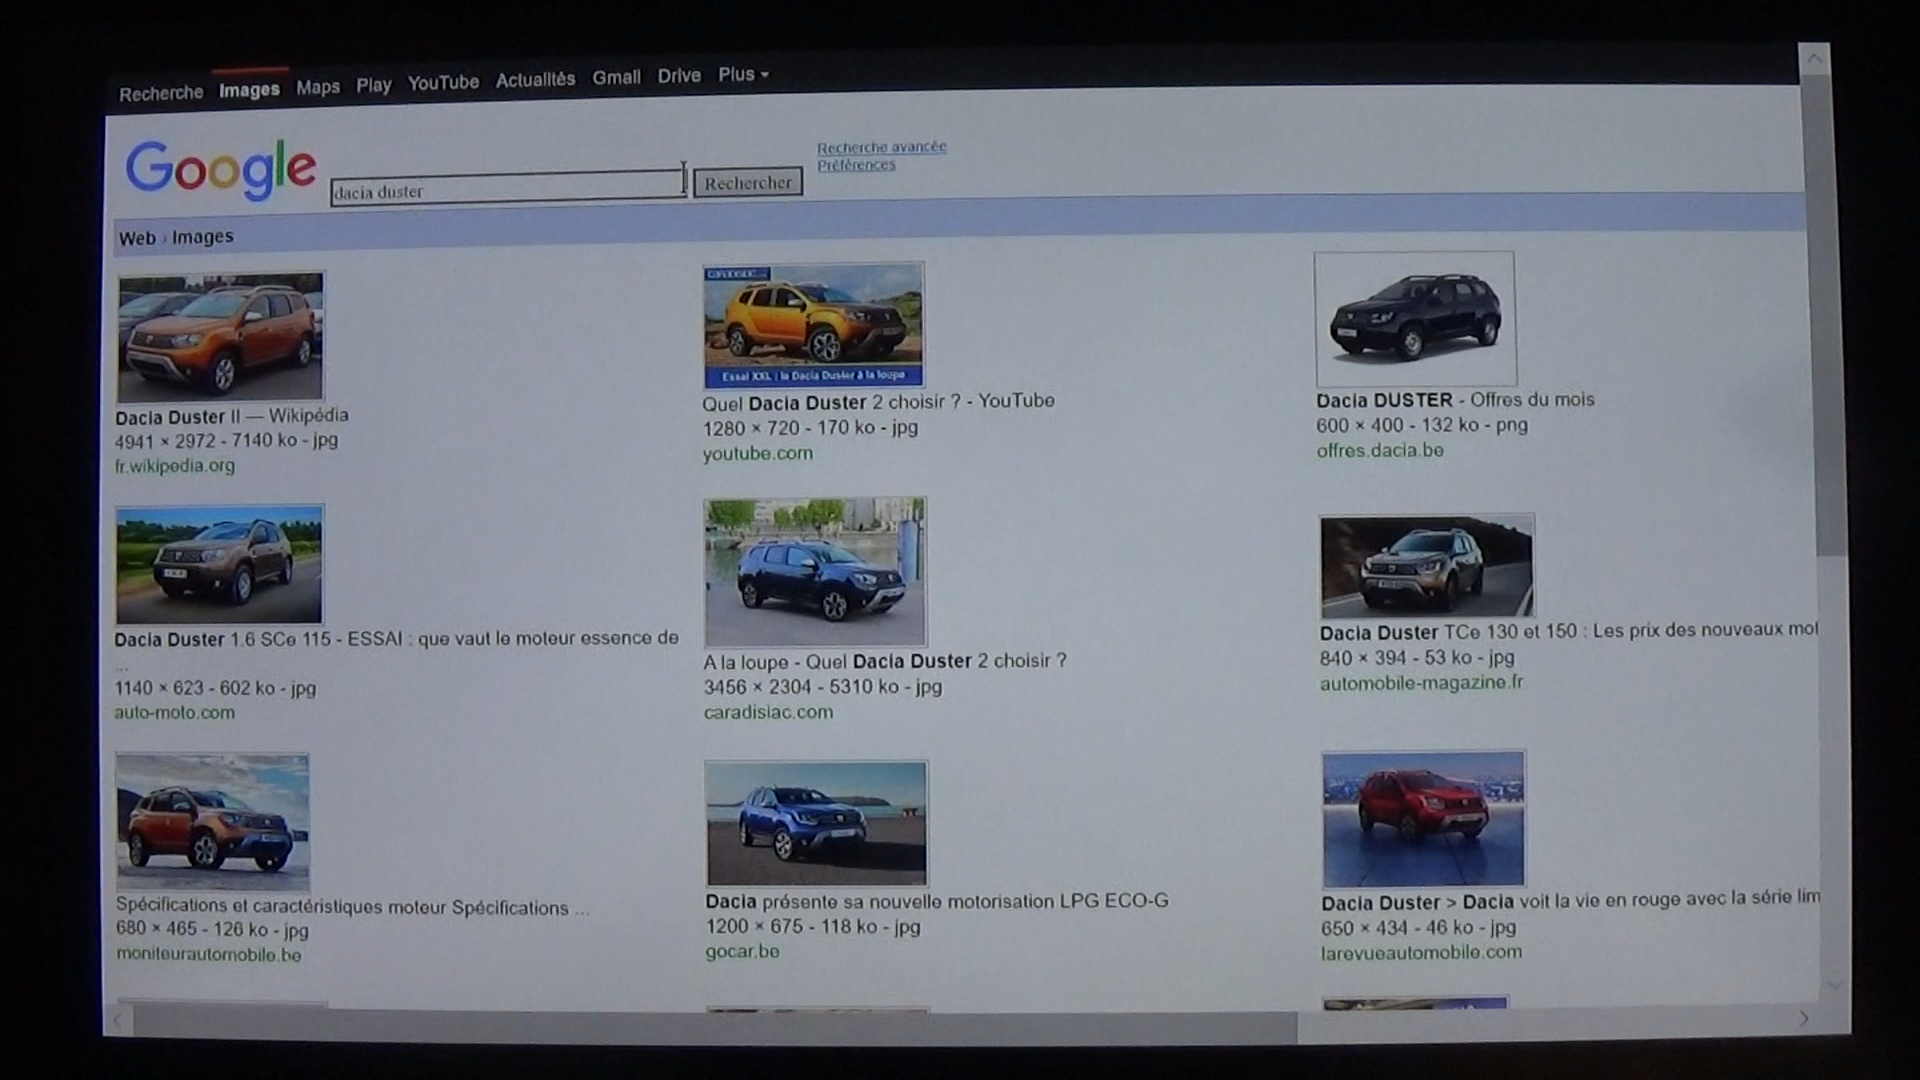 Recherche Images Maps Play YouTube Actualités Gmail Drive Plus
Google
dacia duster
Rechercher
Recherche avancée
Préférences
Web › Images
Dacia Duster II — Wikipédia
4941 × 2972 - 7140 ko - jpg
fr.wikipedia.org
Essai XXL : la Dacia Duster à la loupe
Quel Dacia Duster 2 choisir ? - YouTube
1280 × 720 - 170 ko - jpg
youtube.com
Dacia DUSTER - Offres du mois
600 × 400 - 132 ko - png
offres.dacia.be
Dacia Duster 1.6 SCe 115 - ESSAI : que vaut le moteur essence de
...
1140 × 623 - 602 ko - jpg
auto-moto.com
A la loupe - Quel Dacia Duster 2 choisir ?
3456 × 2304 - 5310 ko - jpg
caradisiac.com
Dacia Duster TCe 130 et 150 : Les prix des nouveaux mot
840 × 394 - 53 ko - jpg
automobile-magazine.fr
Spécifications et caractéristiques moteur Spécifications ...
680 × 465 - 126 ko - jpg
moniteurautomobile.be
Dacia présente sa nouvelle motorisation LPG ECO-G
1200 × 675 - 118 ko - jpg
gocar.be
Dacia Duster > Dacia voit la vie en rouge avec la série lim
650 × 434 - 46 ko - jpg
larevueautomobile.com